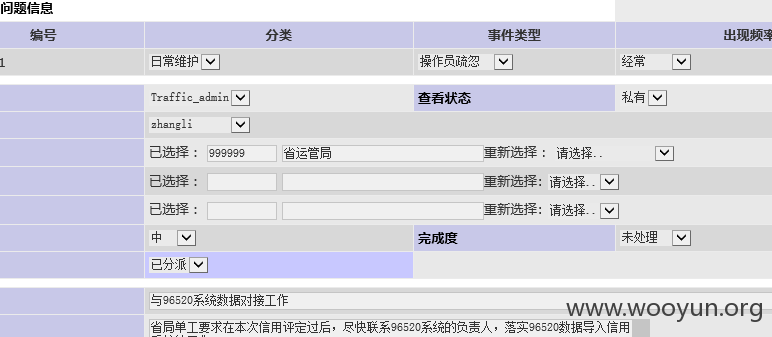 问题信息
编号 分类 事件类型 出现频率
1 日常维护 操作员疏忽 经常
Traffic_admin 查看状态 私有
zhangli
已选择： 999999 省运管局 重新选择： 请选择..
已选择： 重新选择： 请选择..
已选择： 重新选择： 请选择..
中 完成度 未处理
已分派
与96520系统数据对接工作
省局单工要求在本次信用评定过后，尽快联系96520系统的负责人，落实96520数据导入信用
www.wooyun.org